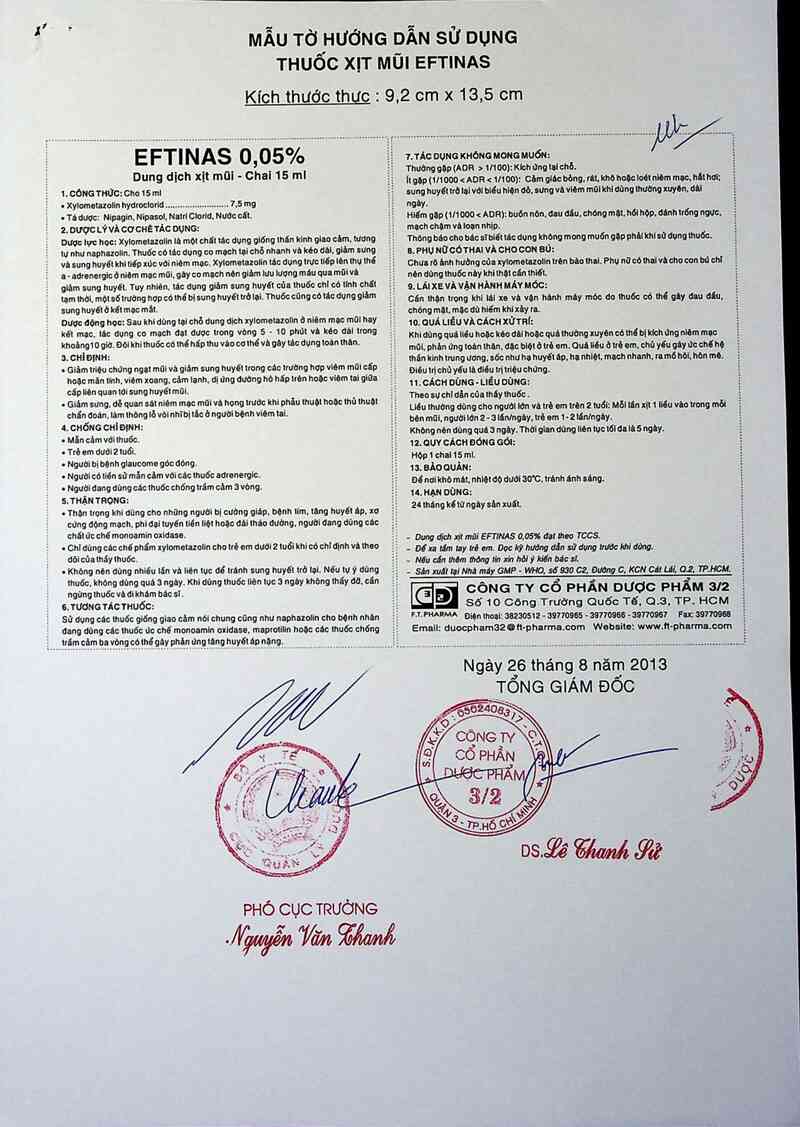 MẪU TỜ HƯỚNG DẪN SỬ DỤNG
THUỐC XỊT MŨI EFTINAS
Kích thước thực : 9,2 cm x 13,5 cm
EFTINAS 0,05%
Dung dịch xịt mũi - Chai 15 ml
1. CÔNG THỨC: Cho 15 ml
• Xylometazolin hydroclorid..........................7,5 mg
• Tá dược: Nipagin, Nipasol, Natri Clorid, Nước cất.
2. DƯỢC LÝ VÀ CƠ CHẾ TÁC DỤNG:
Dược lực học: Xylometazolin là một chất tác dụng giống thần kinh giao cảm, tương
tự như naphazolin. Thuốc có tác dụng co mạch tại chỗ nhanh và kéo dài, giảm sưng
và sung huyết khi tiếp xúc với niêm mạc. Xylometazolin tác dụng trực tiếp lên thụ thể
a - adrenergic ở niêm mạc mũi, gây co mạch nên giảm lưu lượng máu qua mũi và
giảm sung huyết. Tuy nhiên, tác dụng giảm sung huyết của thuốc chỉ có tính chất
tạm thời, một số trường hợp có thể bị sung huyết trở lại. Thuốc cũng có tác dụng giảm
sung huyết ở kết mạc mắt.
Dược động học: Sau khi dùng tại chỗ dung dịch xylometazolin ở niêm mạc mũi hay
kết mạc, tác dụng co mạch đạt được trong vòng 5 - 10 phút và kéo dài trong
khoảng10 giờ. Đôi khi thuốc có thể hấp thu vào cơ thể và gây tác dụng toàn thân.
3. CHỈ ĐỊNH:
• Giảm triệu chứng ngạt mũi và giảm sung huyết trong các trường hợp viêm mũi cấp
hoặc mãn tính, viêm xoang, cảm lạnh, dị ứng đường hô hấp trên hoặc viêm tai giữa
cấp liên quan tới sung huyết mũi.
• Giảm sưng, dễ quan sát niêm mạc mũi và họng trước khi phẫu thuật hoặc thủ thuật
chẩn đoán, làm thông lỗ vòi nhĩ bị tắc ở người bệnh viêm tai.
4. CHỐNG CHỈ ĐỊNH:
• Mẫn cảm với thuốc.
• Trẻ em dưới 2 tuổi.
• Người bị bệnh glaucome góc đóng.
• Người có tiền sử mẫn cảm với các thuốc adrenergic.
• Người đang dùng các thuốc chống trầm cảm 3 vòng.
5. THẬN TRỌNG:
• Thận trọng khi dùng cho những người bị cường giáp, bệnh tim, tăng huyết áp, xơ
cứng động mạch, phì đại tuyến tiền liệt hoặc đái tháo đường, người đang dùng các
chất ức chế monoamin oxidase.
• Chỉ dùng các chế phẩm xylometazolin cho trẻ em dưới 2 tuổi khi có chỉ định và theo
dõi của thầy thuốc.
• Không nên dùng nhiều lần và liên tục để tránh sung huyết trở lại. Nếu tự ý dùng
thuốc, không dùng quá 3 ngày. Khi dùng thuốc liên tục 3 ngày không thấy đỡ, cần
ngừng thuốc và đi khám bác sĩ.
6. TƯƠNG TÁC THUỐC:
Sử dụng các thuốc giống giao cảm nói chung cũng như naphazolin cho bệnh nhân
đang dùng các thuốc ức chế monoamin oxidase, maprotilin hoặc các thuốc chống
trầm cảm ba vòng có thể gây phản ứng tăng huyết áp nặng.
7. TÁC DỤNG KHÔNG MONG MUỐN:
Thường gặp (ADR > 1/100): Kích ứng tại chỗ.
Ít gặp (1/1000 < ADR < 1/100): Cảm giác bỏng, rát, khô hoặc loét niêm mạc, hắt hơi;
sung huyết trở lại với biểu hiện đỏ, sưng và viêm mũi khi dùng thường xuyên, dài
ngày.
Hiếm gặp (1/1000 < ADR): buồn nôn, đau đầu, chóng mặt, hồi hộp, đánh trống ngực,
mạch chậm và loạn nhịp.
Thông báo cho bác sĩ biết tác dụng không mong muốn gặp phải khi sử dụng thuốc.
8. PHỤ NỮ CÓ THAI VÀ CHO CON BÚ:
Chưa rõ ảnh hưởng của xylometazolin trên bào thai. Phụ nữ có thai và cho con bú chỉ
nên dùng thuốc này khi thật cần thiết.
9. LÁI XE VÀ VẬN HÀNH MÁY MÓC:
Cẩn thận trọng khi lái xe và vận hành máy móc do thuốc có thể gây đau đầu,
chóng mặt, mặc dù hiếm khi xảy ra.
10. QUÁ LIỀU VÀ CÁCH XỬ TRÍ:
Khi dùng quá liều hoặc kéo dài hoặc quá thường xuyên có thể bị kích ứng niêm mạc
mũi, phản ứng toàn thân, đặc biệt ở trẻ em. Quá liều ở trẻ em, chủ yếu gây ức chế hệ
thần kinh trung ương, sốc như hạ huyết áp, hạ nhiệt, mạch nhanh, ra mồ hôi, hôn mê.
Điều trị chủ yếu là điều trị triệu chứng.
11. CÁCH DÙNG - LIỀU DÙNG:
Theo sự chỉ dẫn của thầy thuốc.
Liều thường dùng cho người lớn và trẻ em trên 2 tuổi: Mỗi lần xịt 1 liều vào trong mỗi
bên mũi, người lớn 2 - 3 lần/ngày, trẻ em 1 - 2 lần/ngày.
Không nên dùng quá 3 ngày. Thời gian dùng liên tục tối đa là 5 ngày.
12. QUY CÁCH ĐÓNG GÓI:
Hộp 1 chai 15 ml.
13. BẢO QUẢN:
Để nơi khô mát, nhiệt độ dưới 30°C, tránh ánh sáng.
14. HẠN DÙNG:
24 tháng kể từ ngày sản xuất.
- Dung dịch xịt mũi EFTINAS 0,05% đạt theo TCCS.
- Để xa tầm tay trẻ em. Đọc kỹ hướng dẫn sử dụng trước khi dùng.
- Nếu cần thêm thông tin xin hỏi ý kiến bác sĩ.
- Sản xuất tại Nhà máy GMP - WHO, số 930 C2, Đường C, KCN Cát Lái, Q.2, TP.HCM.
CÔNG TY CỔ PHẦN DƯỢC PHẨM 3/2
Số 10 Công Trường Quốc Tế, Q.3, TP. HCM
F.T. PHARMA Điện thoại: 38230512 - 39770965 - 39770966 - 39770967 Fax: 39770968
Email: duocpham32@ft-pharma.com Website: www.ft-pharma.com
Ngày 26 tháng 8 năm 2013
TỔNG GIÁM ĐỐC
S.Đ.K.K.D: 0302408317 - C.T.
CÔNG TY
CỔ PHẦN
DƯỢC PHẨM
3/2
QUẬN 3 - TP.HỒ CHÍ MINH
BỘ Y TẾ
CỤC QUẢN LÝ DƯỢC
DƯỢC
DS.Lê Thanh Sử
PHÓ CỤC TRƯỞNG
Nguyễn Văn Thanh